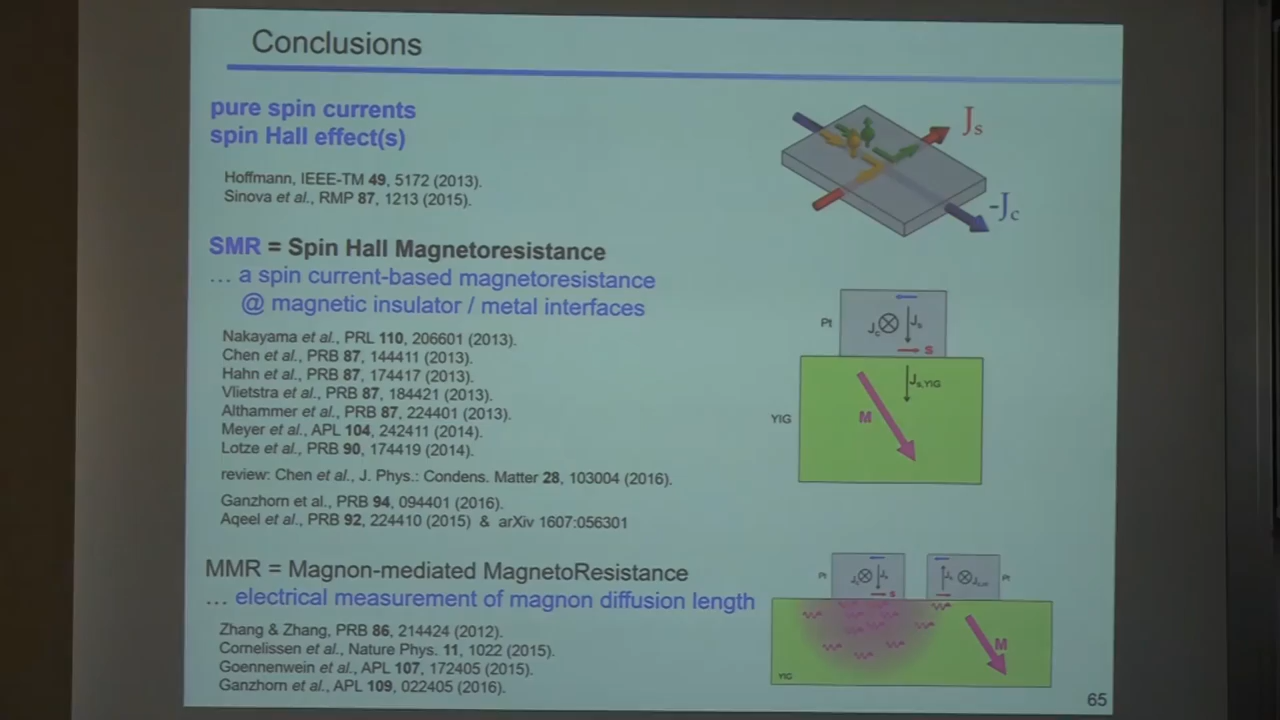 Conclusions
pure spin currents
spin Hall effect(s)
Hoffmann, IEEE-TM 49, 5172 (2013).
Sinova et al., RMP 87, 1213 (2015).
Js
-Jc
SMR = Spin Hall Magnetoresistance
… a spin current-based magnetoresistance
@ magnetic insulator / metal interfaces
Nakayama et al., PRL 110, 206601 (2013).
Chen et al., PRB 87, 144411 (2013).
Hahn et al., PRB 87, 174417 (2013).
Vlietstra et al., PRB 87, 184421 (2013).
Althammer et al., PRB 87, 224401 (2013).
Meyer et al., APL 104, 242411 (2014).
Lotze et al., PRB 90, 174419 (2014).
review: Chen et al., J. Phys.: Condens. Matter 28, 103004 (2016).
Ganzhorn et al., PRB 94, 094401 (2016).
Aqeel et al., PRB 92, 224410 (2015) & arXiv 1607:056301
Pt
Jc
Js
s
Js,YIG
M
YIG
MMR = Magnon-mediated MagnetoResistance
… electrical measurement of magnon diffusion length
Zhang & Zhang, PRB 86, 214424 (2012).
Cornelissen et al., Nature Phys. 11, 1022 (2015).
Goennenwein et al., APL 107, 172405 (2015).
Ganzhorn et al., APL 109, 022405 (2016).
Pt
s
Pt
M
YIG
65